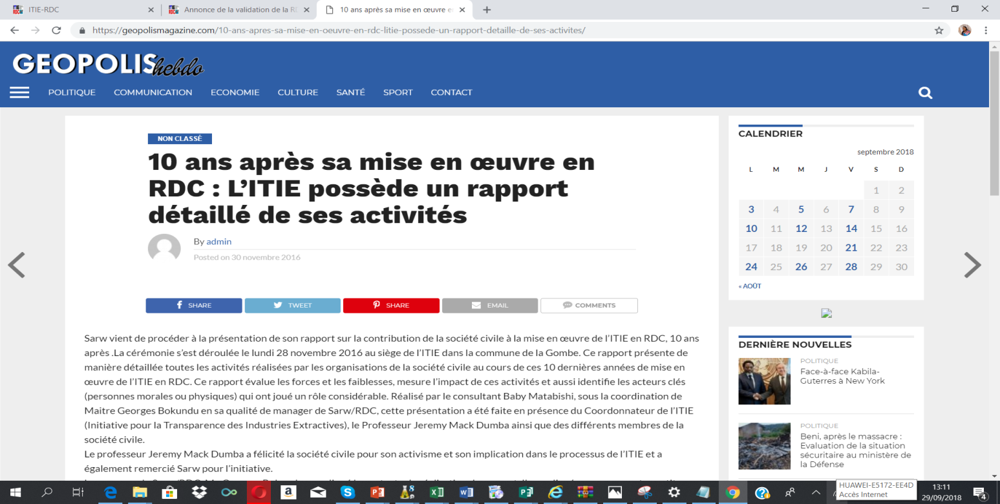 ITIE-RDC
Annonce de la validation de la R
10 ans après sa mise en œuvre e
https://geopolismagazine.com/10-ans-apres-sa-mise-en-oeuvre-en-rdc-litie-possede-un-rapport-detaille-de-ses-activites/
GEOPOLIS hebdo
POLITIQUE COMMUNICATION ECONOMIE CULTURE SANTÉ SPORT CONTACT
NON CLASSÉ
10 ans après sa mise en œuvre en
RDC : L’ITIE possède un rapport
détaillé de ses activités
By admin
Posted on 30 novembre 2016
SHARE TWEET SHARE EMAIL COMMENTS
Sarw vient de procéder à la présentation de son rapport sur la contribution de la société civile à la mise en œuvre de l’ITIE en RDC, 10 ans
après .La cérémonie s’est déroulée le lundi 28 novembre 2016 au siège de l’ITIE dans la commune de la Gombe. Ce rapport présente de
manière détaillée toutes les activités réalisées par les organisations de la société civile au cours de ces 10 dernières années de mise en
œuvre de l’ITIE en RDC. Ce rapport évalue les forces et les faiblesses, mesure l’impact de ces activités et aussi identifie les acteurs clés
(personnes morales ou physiques) qui ont joué un rôle considérable. Réalisé par le consultant Baby Matabishi, sous la coordination de
Maitre Georges Bokundu en sa qualité de manager de Sarw/RDC, cette présentation a été faite en présence du Coordonnateur de l’ITIE
(Initiative pour la Transparence des Industries Extractives), le Professeur Jeremy Mack Dumba ainsi que des différents membres de la
société civile.
Le professeur Jeremy Mack Dumba a félicité la société civile pour son activisme et son implication dans le processus de l’ITIE et a
également remercié Sarw pour l’initiative.
CALENDRIER
septembre 2018
L M M J V S D
1 2
3 4 5 6 7 8 9
10 11 12 13 14 15 16
17 18 19 20 21 22 23
24 25 26 27 28 29 30
« AOÛT
DERNIÈRE NOUVELLES
POLITIQUE
Face-à-face Kabila-
Guterres à New York
POLITIQUE
Beni, après le massacre :
Evaluation de la situation
sécuritaire au ministère de
la Défense
HUAWEI-E5172-EE4D
Accès Internet
13:11
29/09/2018
4